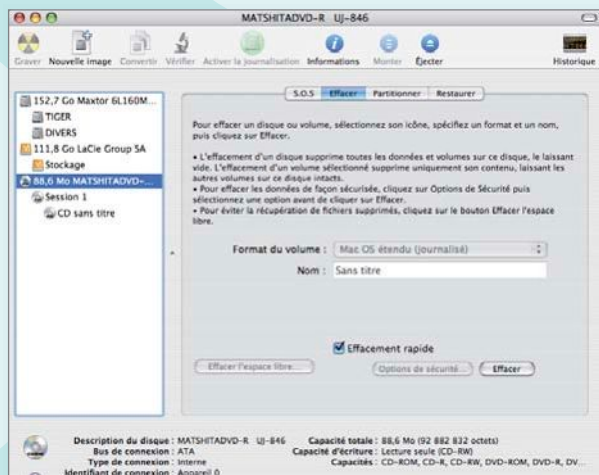 MATSHITADVD-R UJ-846
Graver Nouvelle image Convertir Vérifier Activer la journalisation Informations Monter Éjecter Historique
152,7 Go Maxtor 6L160M...
TIGER
DIVERS
111,8 Go LaCie Group SA
Stockage
88,6 Mo MATSHITADVD-...
Session 1
CD sans titre
S.O.S Effacer Partitionner Restaurer
Pour effacer un disque ou volume, sélectionnez son icône, spécifiez un format et un nom,
puis cliquez sur Effacer.
• L'effacement d'un disque supprime toutes les données et volumes sur ce disque, le laissant
vide. L'effacement d'un volume sélectionné supprime uniquement son contenu, laissant les
autres volumes sur ce disque intacts.
• Pour effacer les données de façon sécurisée, cliquez sur Options de Sécurité puis
sélectionnez une option avant de cliquer sur Effacer.
• Pour éviter la récupération de fichiers supprimés, cliquez sur le bouton Effacer l'espace
libre.
Format du volume : Mac OS étendu (journalisé)
Nom : Sans titre
Effacement rapide
Effacer l'espace libre... Options de sécurité... Effacer
Description du disque : MATSHITADVD-R UJ-846 Capacité totale : 88,6 Mo (92 882 832 octets)
Bus de connexion : ATA Capacité d'écriture : Lecture seule (CD-RW)
Type de connexion : Interne Capacités : CD-ROM, CD-R, CD-RW, DVD-ROM, DVD-R, DV...
Identifiant de connexion : Appareil 0